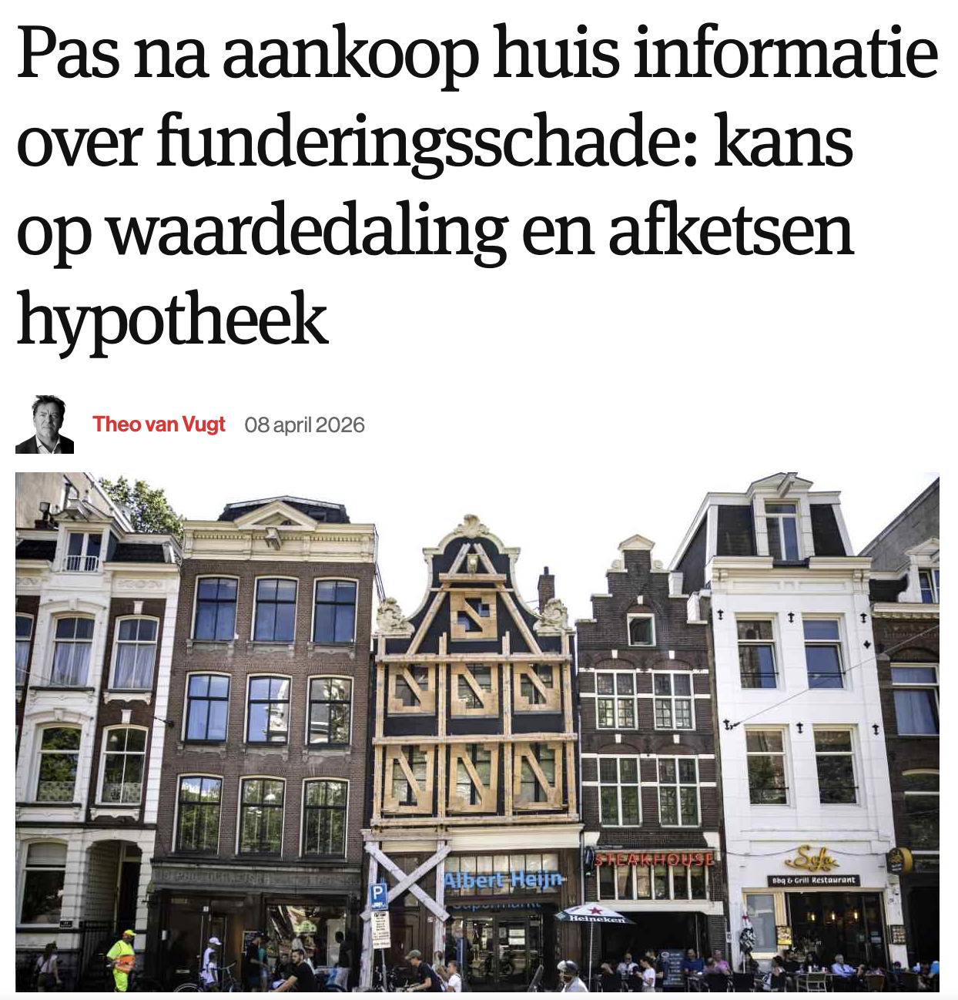 Pas na aankoop huis informatie
over funderingsschade: kans
op waardedaling en afketsen
hypotheek
Theo van Vugt 08 april 2026
STEAKHOUSE
Albert Heijn
supermarkt
Sofa
Bbq & Grill Restaurant
P
Heineken